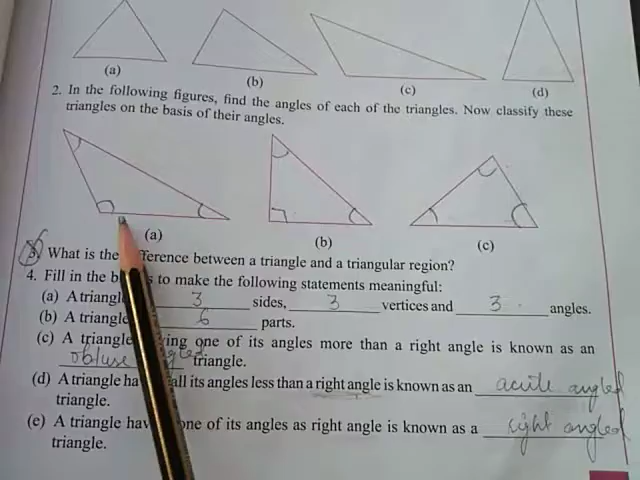 (a)
(b)
(c)
(d)
2. In the following figures, find the angles of each of the triangles. Now classify these
triangles on the basis of their angles.
(a)
(b)
(c)
3. What is the fference between a triangle and a triangular region?
4. Fill in the b s to make the following statements meaningful:
(a) A triangl 3 sides, 3 vertices and 3 angles.
(b) A triangle 6 parts.
(c) A triangle ving one of its angles more than a right angle is known as an
obtuse angled triangle.
(d) A triangle ha all its angles less than a right angle is known as an acute angled
triangle.
(e) A triangle hav one of its angles as right angle is known as a right angled
triangle.